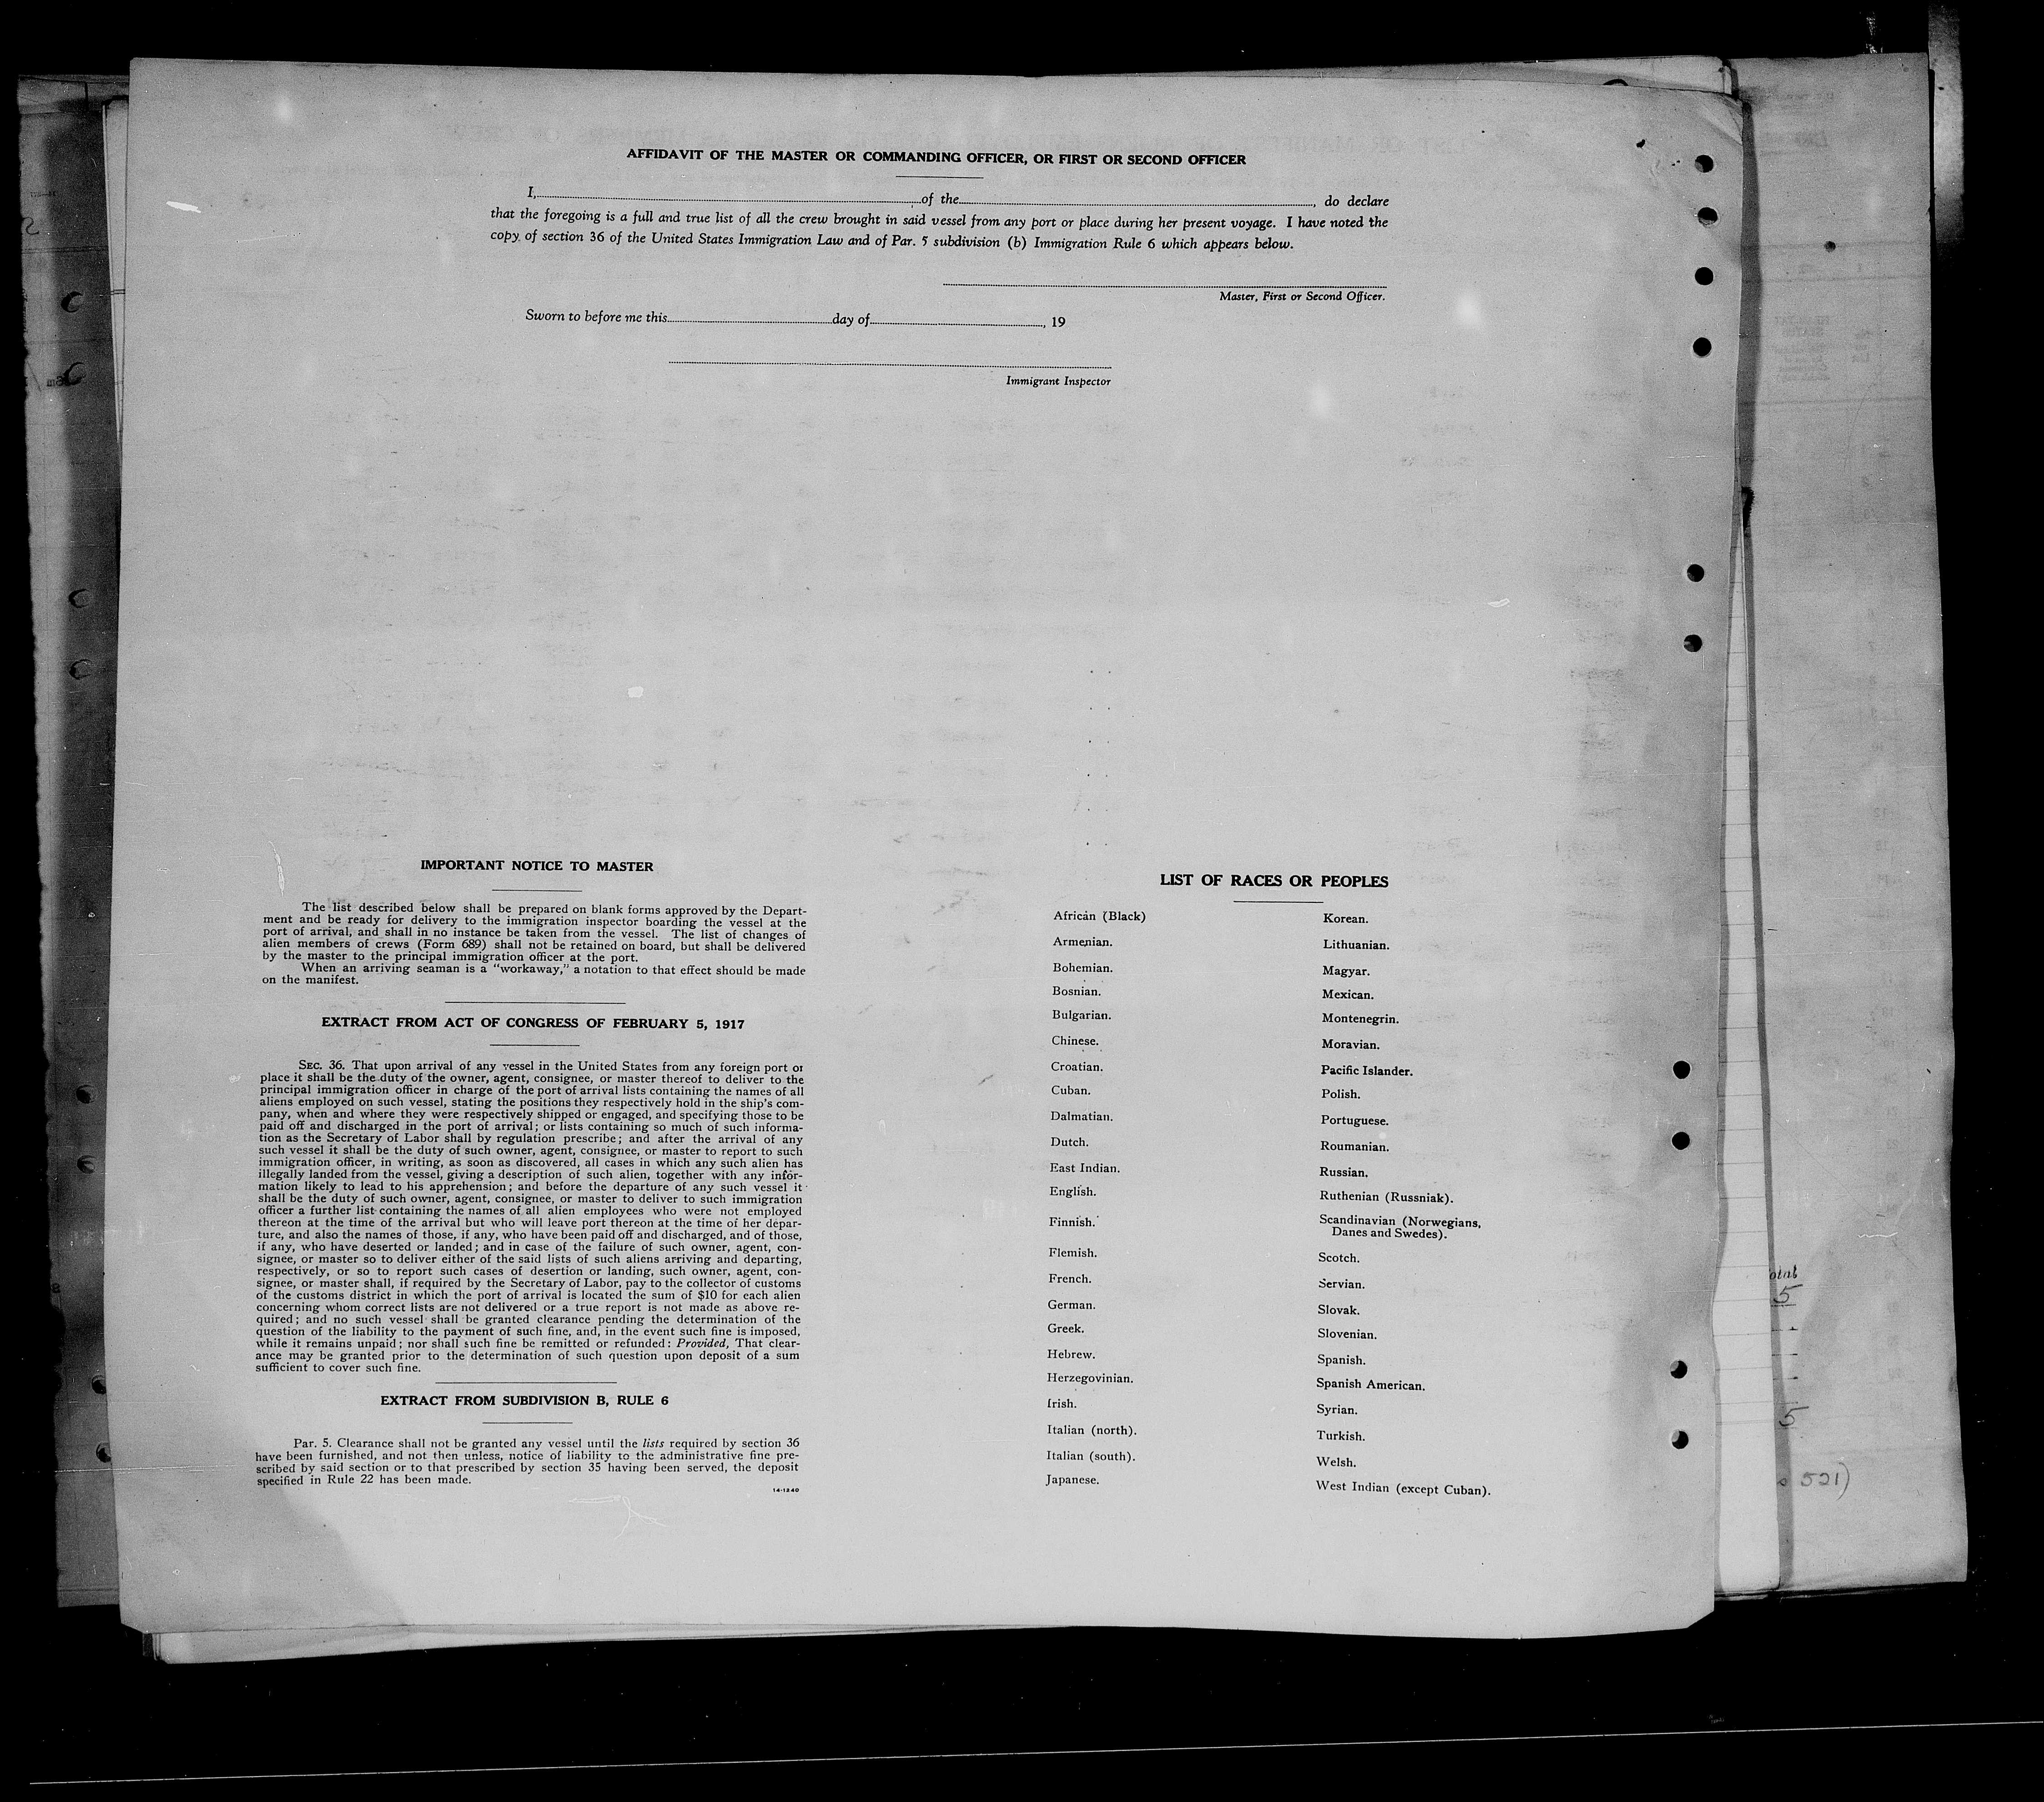 AFFIDAVIT OF THE MASTER OR COMMANDING OFFICER, OR FIRST OR SECOND OFFICER
I, of the , do declare
that the foregoing is a full and true list of all the crew brought in said vessel from any port or place during her present voyage. I have noted the
copy of section 36 of the United States Immigration Law and of Par. 5 subdivision (b) Immigration Rule 6 which appears below.
Master, First or Second Officer.
Sworn to before me this day of , 19
Immigrant Inspector
IMPORTANT NOTICE TO MASTER
The list described below shall be prepared on blank forms approved by the Depart-
ment and be ready for delivery to the immigration inspector boarding the vessel at the
port of arrival, and shall in no instance be taken from the vessel. The list of changes of
alien members of crews (Form 689) shall not be retained on board, but shall be delivered
by the master to the principal immigration officer at the port.
When an arriving seaman is a "workaway," a notation to that effect should be made
on the manifest.
EXTRACT FROM ACT OF CONGRESS OF FEBRUARY 5, 1917
SEC. 36. That upon arrival of any vessel in the United States from any foreign port or
place it shall be the duty of the owner, agent, consignee, or master thereof to deliver to the
principal immigration officer in charge of the port of arrival lists containing the names of all
aliens employed on such vessel, stating the positions they respectively hold in the ship's com-
pany, when and where they were respectively shipped or engaged, and specifying those to be
paid off and discharged in the port of arrival; or lists containing so much of such informa-
tion as the Secretary of Labor shall by regulation prescribe; and after the arrival of any
such vessel it shall be the duty of such owner, agent, consignee, or master to report to such
immigration officer, in writing, as soon as discovered, all cases in which any such alien has
illegally landed from the vessel, giving a description of such alien, together with any infor-
mation likely to lead to his apprehension; and before the departure of any such vessel it
shall be the duty of such owner, agent, consignee, or master to deliver to such immigration
officer a further list containing the names of all alien employees who were not employed
thereon at the time of the arrival but who will leave port thereon at the time of her depar-
ture, and also the names of those, if any, who have been paid off and discharged, and of those,
if any, who have deserted or landed; and in case of the failure of such owner, agent, con-
signee, or master so to deliver either of the said lists of such aliens arriving and departing,
respectively, or so to report such cases of desertion or landing, such owner, agent, con-
signee, or master shall, if required by the Secretary of Labor, pay to the collector of customs
of the customs district in which the port of arrival is located the sum of $10 for each alien
concerning whom correct lists are not delivered or a true report is not made as above re-
quired; and no such vessel shall be granted clearance pending the determination of the
question of the liability to the payment of such fine, and, in the event such fine is imposed,
while it remains unpaid; nor shall such fine be remitted or refunded: Provided, That clear-
ance may be granted prior to the determination of such question upon deposit of a sum
sufficient to cover such fine.
EXTRACT FROM SUBDIVISION B, RULE 6
Par. 5. Clearance shall not be granted any vessel until the lists required by section 36
have been furnished, and not then unless, notice of liability to the administrative fine pre-
scribed by said section or to that prescribed by section 35 having been served, the deposit
specified in Rule 22 has been made.
14-1240
LIST OF RACES OR PEOPLES
African (Black)
Armenian.
Bohemian.
Bosnian.
Bulgarian.
Chinese.
Croatian.
Cuban.
Dalmatian.
Dutch.
East Indian.
English.
Finnish.
Flemish.
French.
German.
Greek.
Hebrew.
Herzegovinian.
Irish.
Italian (north).
Italian (south).
Japanese.
Korean.
Lithuanian.
Magyar.
Mexican.
Montenegrin.
Moravian.
Pacific Islander.
Polish.
Portuguese.
Roumanian.
Russian.
Ruthenian (Russniak).
Scandinavian (Norwegians,
Danes and Swedes).
Scotch.
Servian.
Slovak.
Slovenian.
Spanish.
Spanish American.
Syrian.
Turkish.
Welsh.
West Indian (except Cuban).
5
5
521)